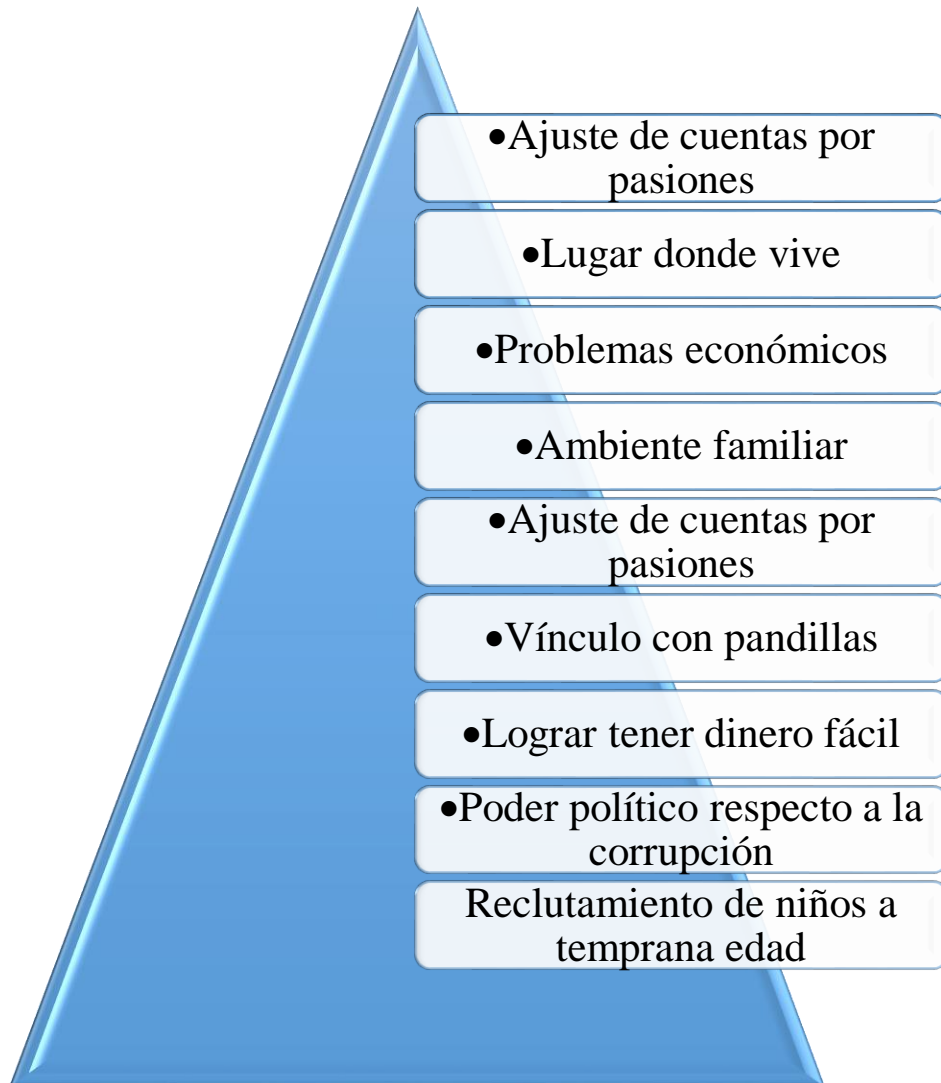 •Ajuste de cuentas por
pasiones
•Lugar donde vive
•Problemas económicos
•Ambiente familiar
•Ajuste de cuentas por
pasiones
•Vínculo con pandillas
•Lograr tener dinero fácil
•Poder político respecto a la
corrupción
Reclutamiento de niños a
temprana edad